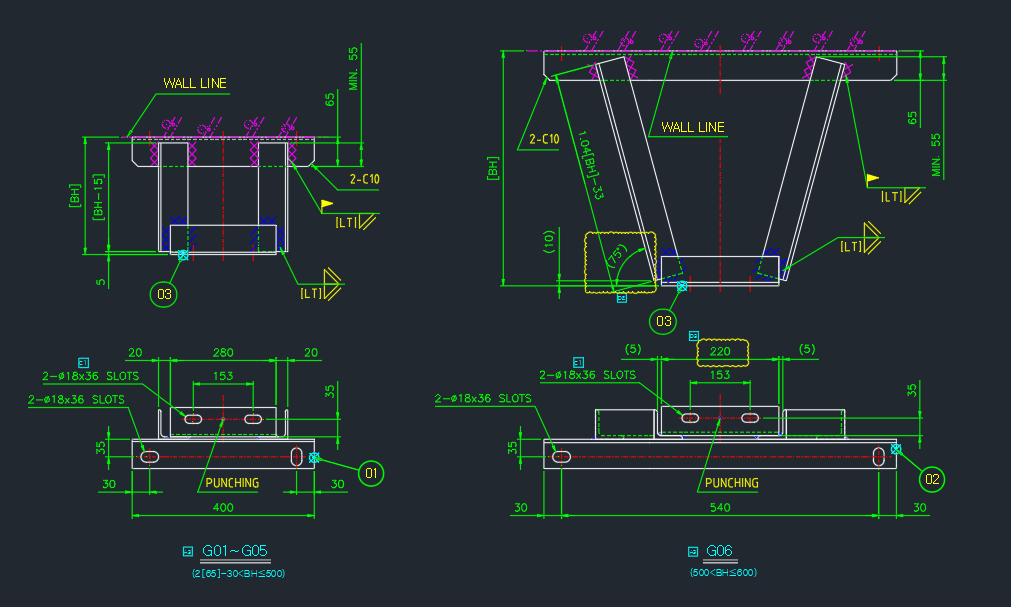 WALL LINE
MIN. 55
65
2-C10
[BH]
[BH-15]
[LT]
5
[LT]
03
WALL LINE
2-C10
[BH]
1.04[BH]-33
65
MIN. 55
[LT]
[LT]
(10)
(75°)
03
20
280
20
E1
2-ø18x36 SLOTS
153
2-ø18x36 SLOTS
35
35
PUNCHING
01
30
30
400
G01~G05
(2[65]-30<BH≤500)
(5)
220
(5)
E1
2-ø18x36 SLOTS
153
2-ø18x36 SLOTS
35
35
PUNCHING
02
30
540
30
G06
(500<BH≤600)